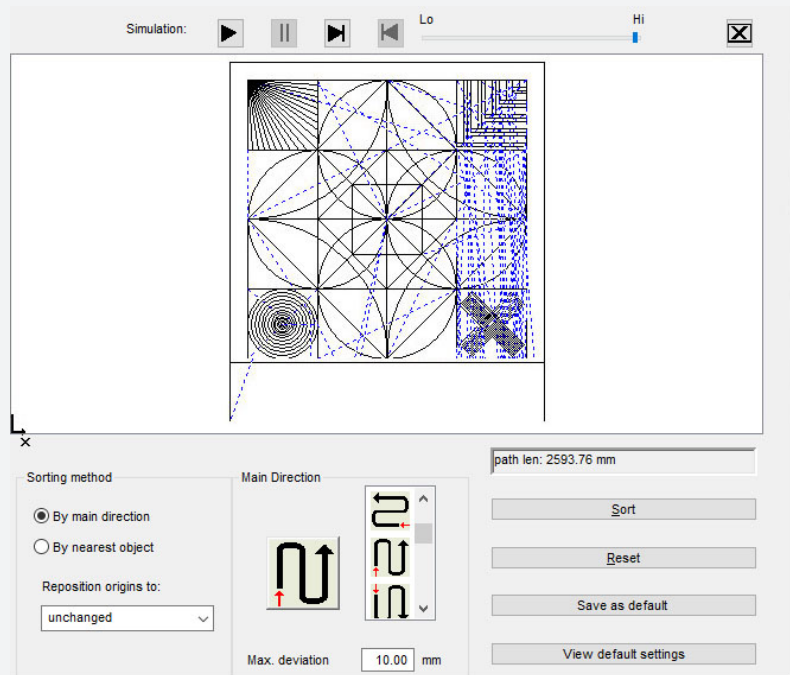 Simulation:
Lo
Hi
x
path len: 2593.76 mm
Sorting method
Main Direction
By main direction
By nearest object
Reposition origins to:
unchanged
Max. deviation 10.00 mm
Sort
Reset
Save as default
View default settings